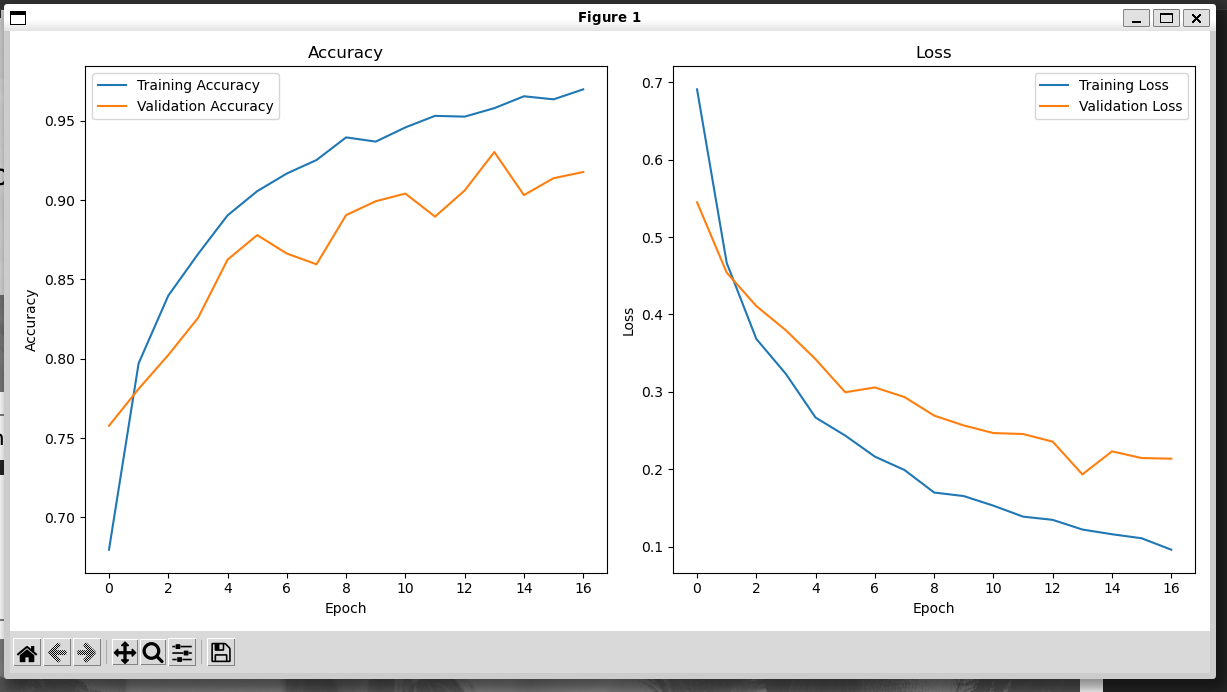 Figure 1
Accuracy
Training Accuracy
Validation Accuracy
0.95
0.90
0.85
0.80
0.75
0.70
Accuracy
0 2 4 6 8 10 12 14 16
Epoch
Loss
Training Loss
Validation Loss
0.7
0.6
0.5
0.4
0.3
0.2
0.1
Loss
0 2 4 6 8 10 12 14 16
Epoch